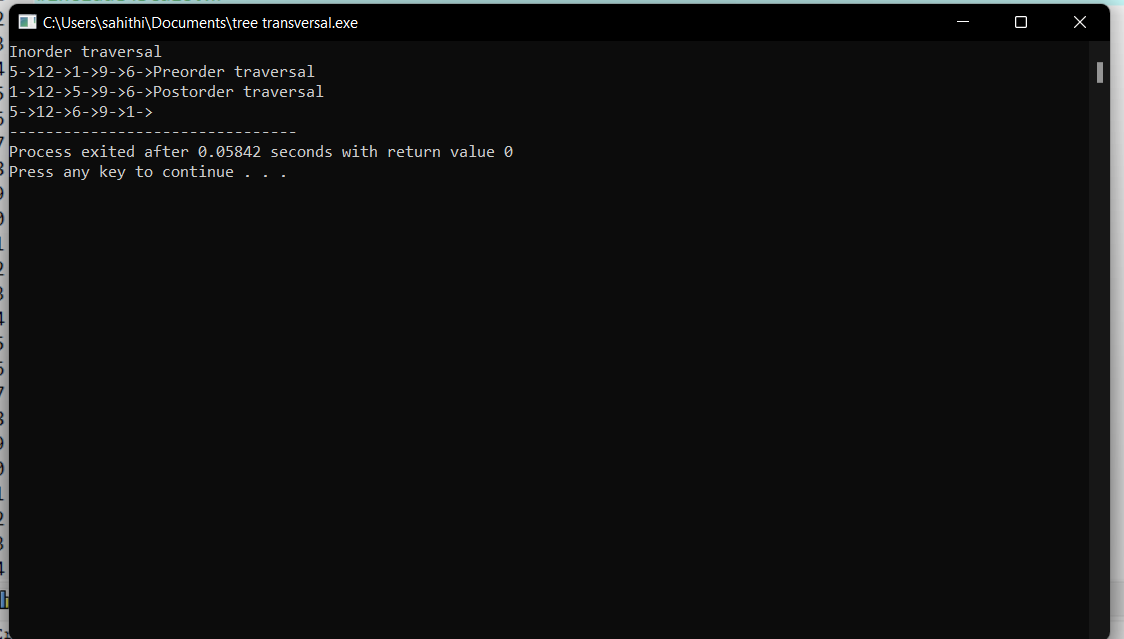 C:\Users\sahithi\Documents\tree transversal.exe
Inorder traversal
5->12->1->9->6->Preorder traversal
1->12->5->9->6->Postorder traversal
5->12->6->9->1->
--------------------------------
Process exited after 0.05842 seconds with return value 0
Press any key to continue . . .